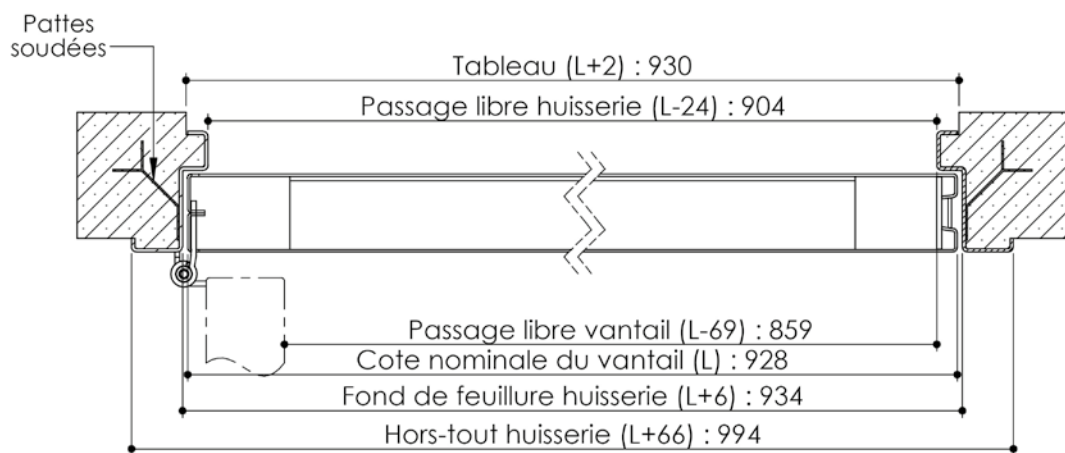 Pattes
soudées
Tableau (L+2) : 930
Passage libre huisserie (L-24) : 904
Passage libre vantail (L-69) : 859
Cote nominale du vantail (L) : 928
Fond de feuillure huisserie (L+6) : 934
Hors-tout huisserie (L+66) : 994